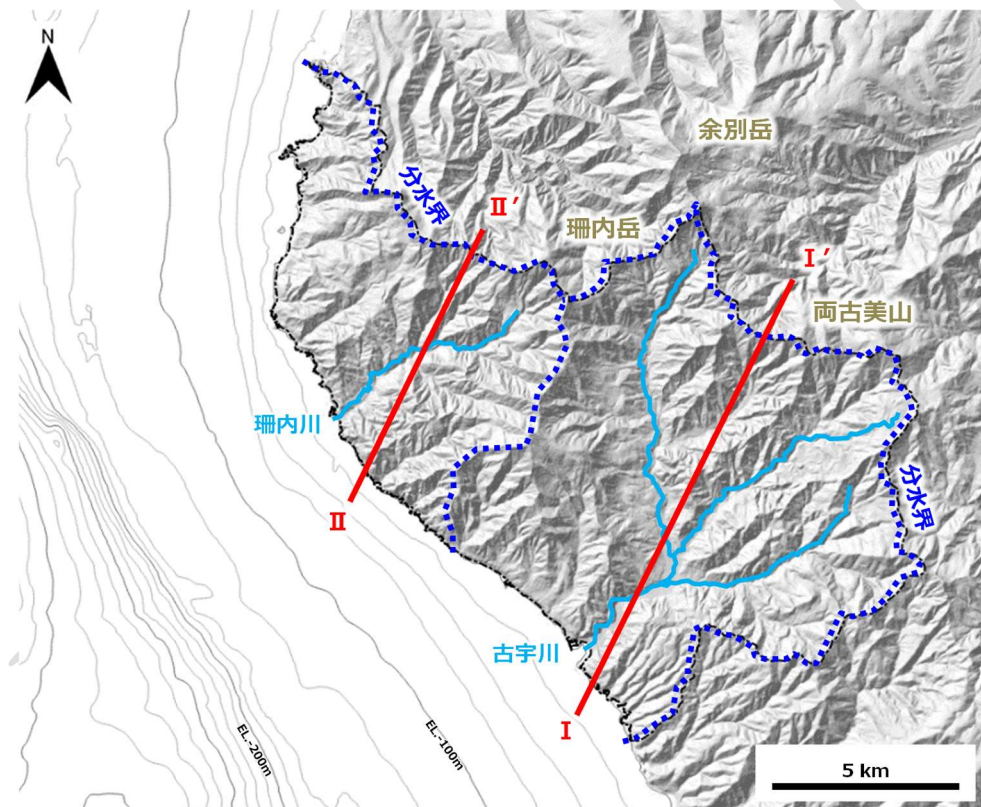 N
余別岳
分水界
Ⅱ′
珊内岳
Ⅰ′
両古美山
珊内川
分水界
Ⅱ
古宇川
Ⅰ
EL.-200m
EL.-100m
5 km